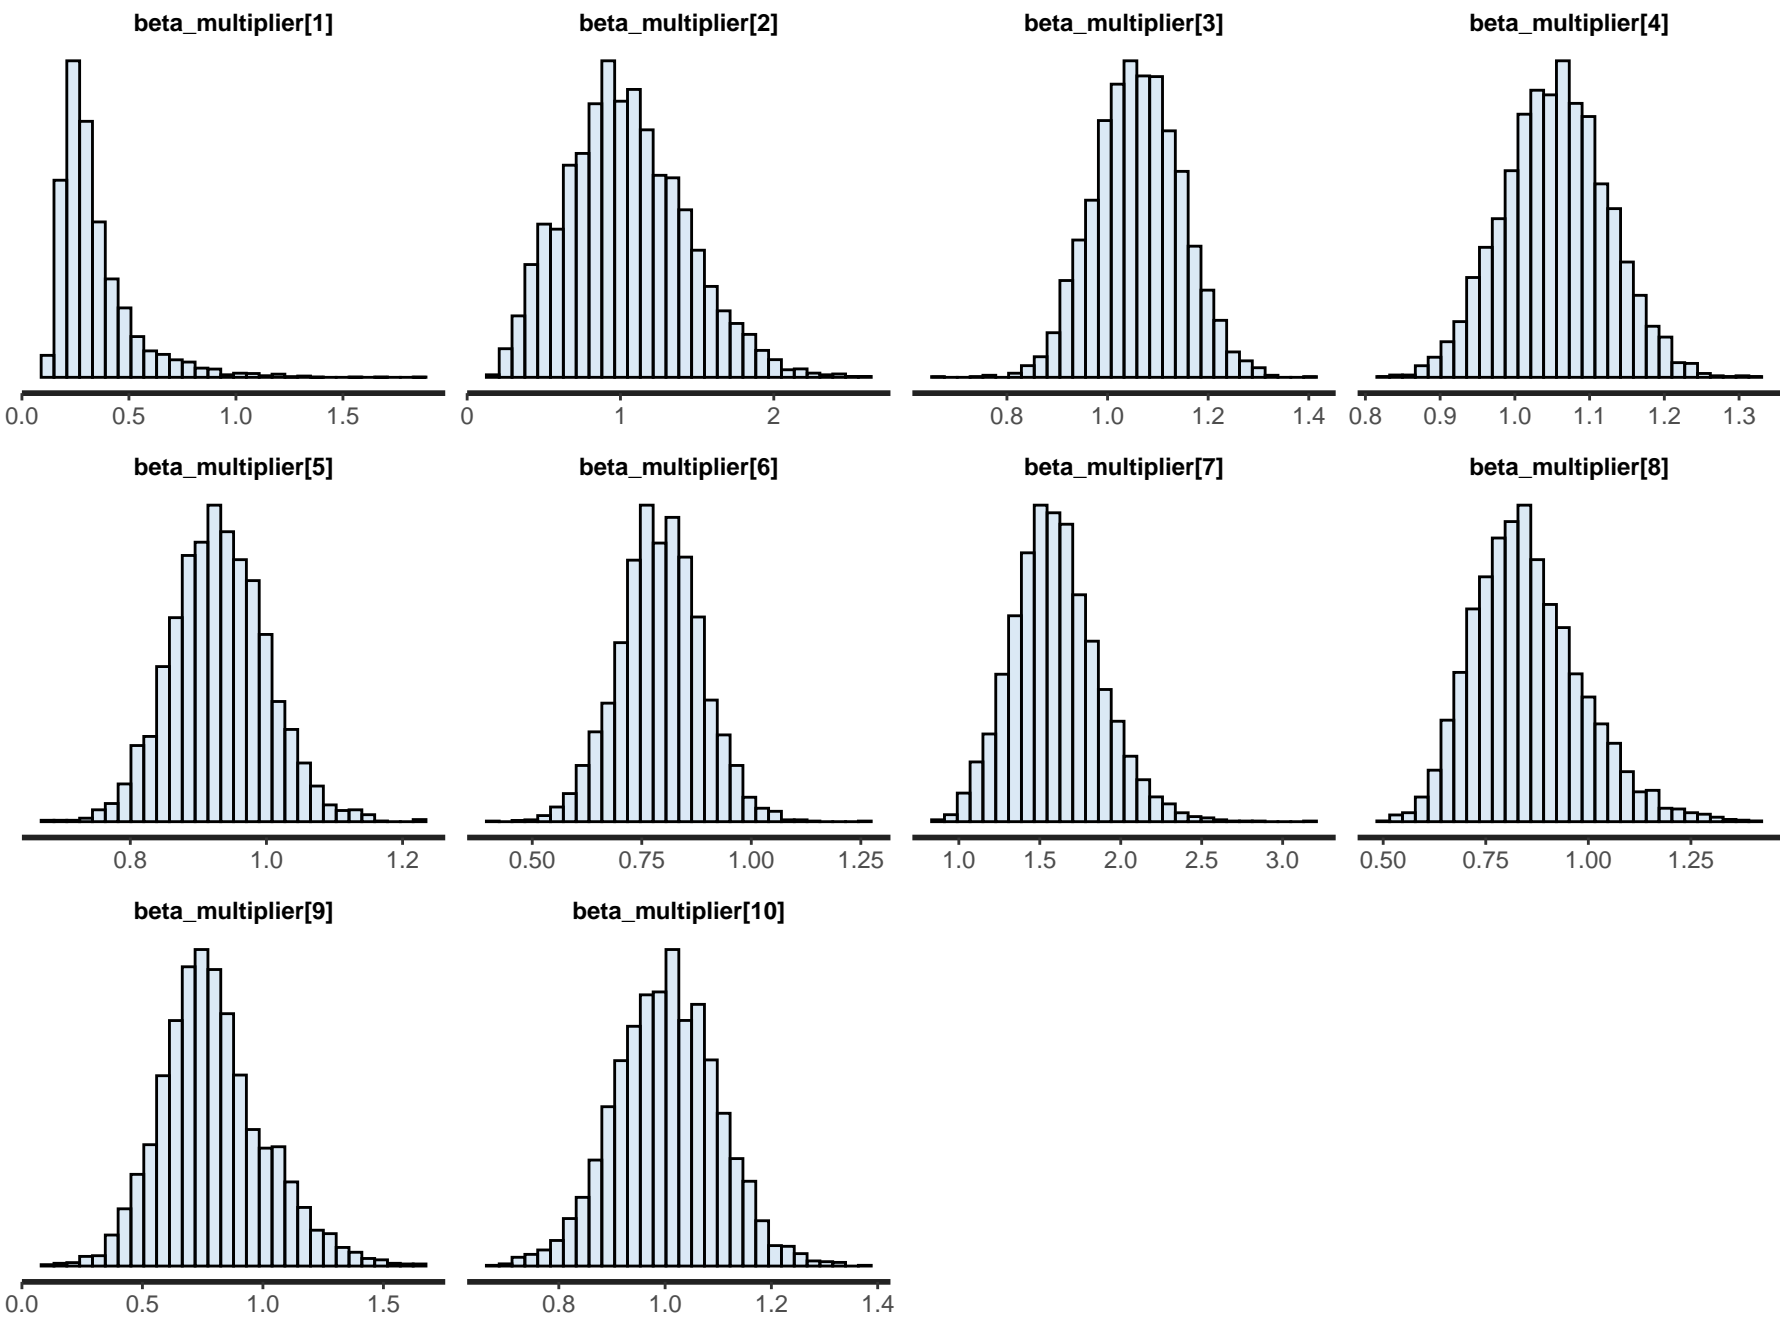 beta_multiplier[1] beta_multiplier[2] beta_multiplier[3] beta_multiplier[4]
0.0 0.5 1.0 1.5 0 1 2 0.8 1.0 1.2 1.4 0.8 0.9 1.0 1.1 1.2 1.3
beta_multiplier[5] beta_multiplier[6] beta_multiplier[7] beta_multiplier[8]
0.8 1.0 1.2 0.50 0.75 1.00 1.25 1.0 1.5 2.0 2.5 3.0 0.50 0.75 1.00 1.25
beta_multiplier[9] beta_multiplier[10]
0.0 0.5 1.0 1.5 0.8 1.0 1.2 1.4